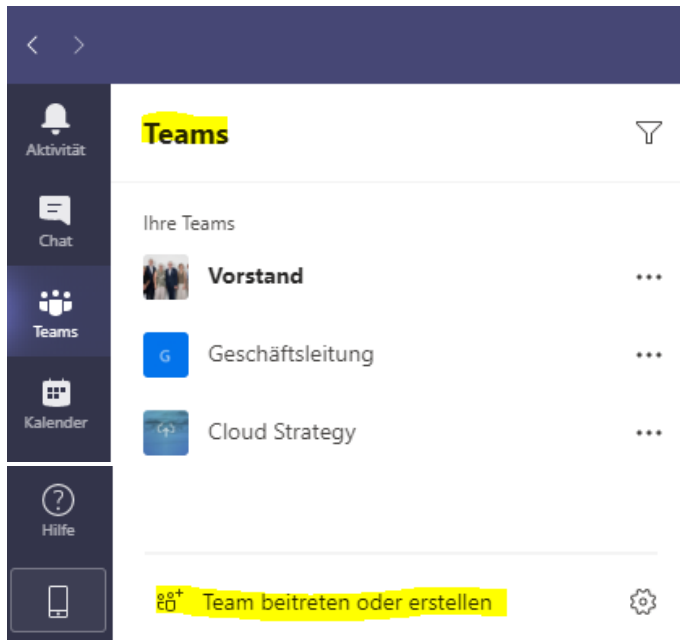 Teams
Aktivität
Ihre Teams
Chat
Vorstand
Teams
G Geschäftsleitung
Kalender
Cloud Strategy
Hilfe
Team beitreten oder erstellen